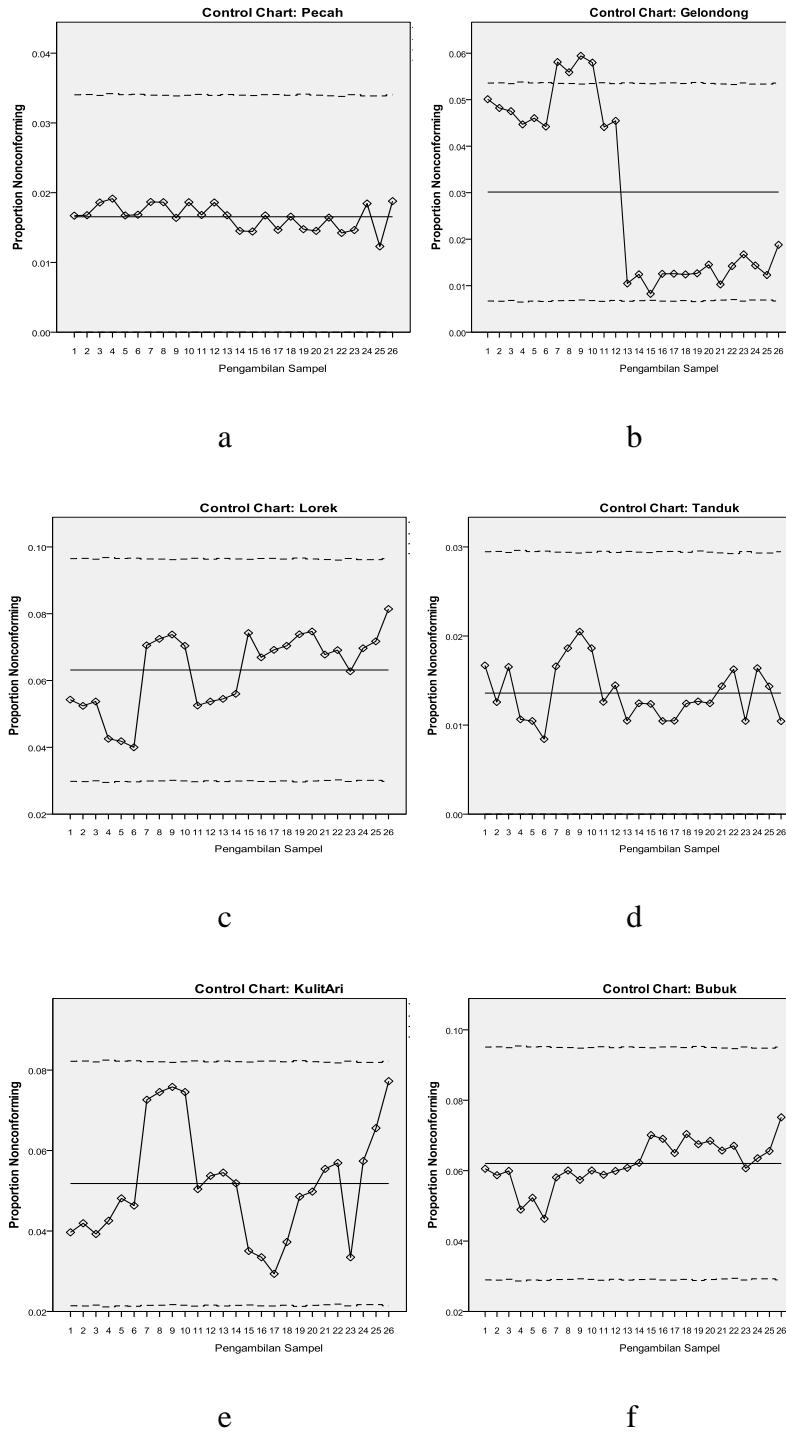 Control Chart: Pecah
Proportion Nonconforming
0.04
0.03
0.02
0.01
0.00
1 2 3 4 5 6 7 8 9 10 11 12 13 14 15 16 17 18 19 20 21 22 23 24 25 26
Pengambilan Sampel
a
Control Chart: Gelondong
Proportion Nonconforming
0.06
0.05
0.04
0.03
0.02
0.01
0.00
1 2 3 4 5 6 7 8 9 10 11 12 13 14 15 16 17 18 19 20 21 22 23 24 25 26
Pengambilan Sampel
b
Control Chart: Lorek
Proportion Nonconforming
0.10
0.08
0.06
0.04
0.02
1 2 3 4 5 6 7 8 9 10 11 12 13 14 15 16 17 18 19 20 21 22 23 24 25 26
Pengambilan Sampel
c
Control Chart: Tanduk
Proportion Nonconforming
0.03
0.02
0.01
0.00
1 2 3 4 5 6 7 8 9 10 11 12 13 14 15 16 17 18 19 20 21 22 23 24 25 26
Pengambilan Sampel
d
Control Chart: KulitAri
Proportion Nonconforming
0.08
0.06
0.04
0.02
1 2 3 4 5 6 7 8 9 10 11 12 13 14 15 16 17 18 19 20 21 22 23 24 25 26
Pengambilan Sampel
e
Control Chart: Bubuk
Proportion Nonconforming
0.10
0.08
0.06
0.04
0.02
1 2 3 4 5 6 7 8 9 10 11 12 13 14 15 16 17 18 19 20 21 22 23 24 25 26
Pengambilan Sampel
f